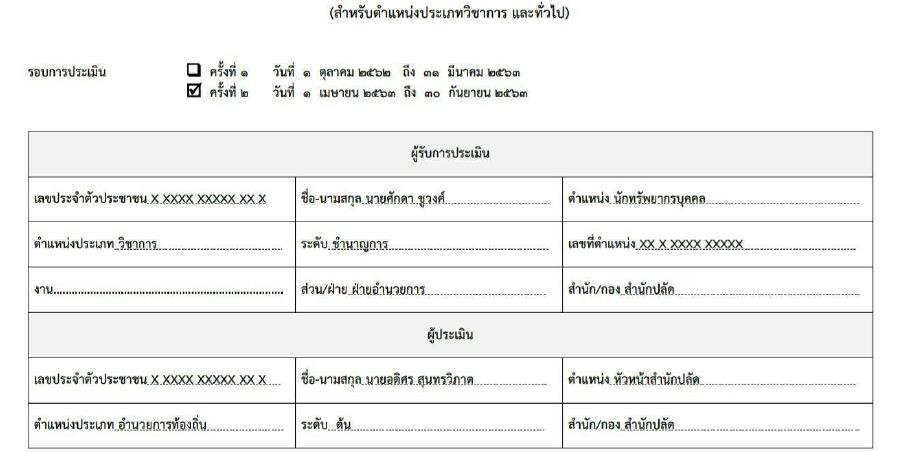 (สำหรับตำแหน่งประเภทวิชาการ และทั่วไป)
รอบการประเมิน ☐ ครั้งที่ ๑ วันที่ ๑ ตุลาคม ๒๕๖๒ ถึง ๓๑ มีนาคม ๒๕๖๓
☑ ครั้งที่ ๒ วันที่ ๑ เมษายน ๒๕๖๓ ถึง ๓๐ กันยายน ๒๕๖๓
ผู้รับการประเมิน
เลขประจำตัวประชาชน X XXXX XXXXX XX X ชื่อ-นามสกุล นายศักดา ชูวงศ์ ตำแหน่ง นักทรัพยากรบุคคล
ตำแหน่งประเภท วิชาการ ระดับ ชำนาญการ เลขที่ตำแหน่ง XX X XXXX XXXXX
งาน ส่วน/ฝ่าย ฝ่ายอำนวยการ สำนัก/กอง สำนักปลัด
ผู้ประเมิน
เลขประจำตัวประชาชน X XXXX XXXXX XX X ชื่อ-นามสกุล นายอดิศร สุนทรวิภาต ตำแหน่ง หัวหน้าสำนักปลัด
ตำแหน่งประเภท อำนวยการท้องถิ่น ระดับ ต้น สำนัก/กอง สำนักปลัด